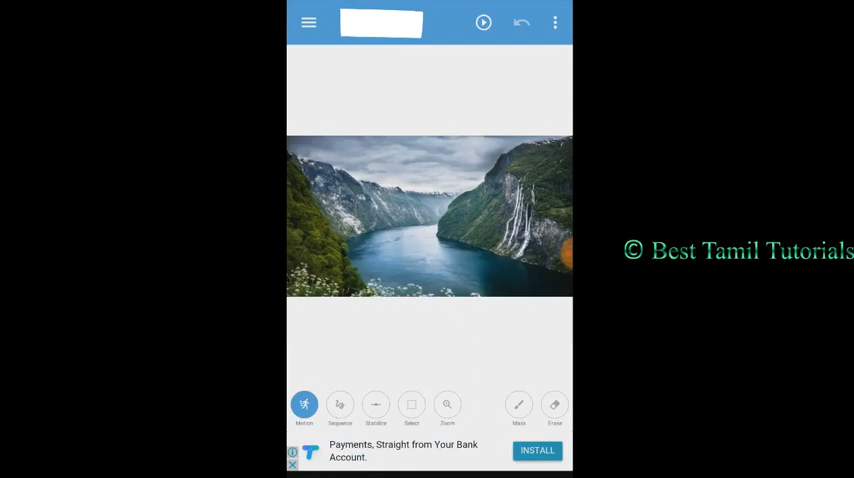 © Best Tamil Tutorials
Motion Sequence Stabilize Select Zoom Mask Erase
Payments, Straight from Your Bank
Account.
INSTALL